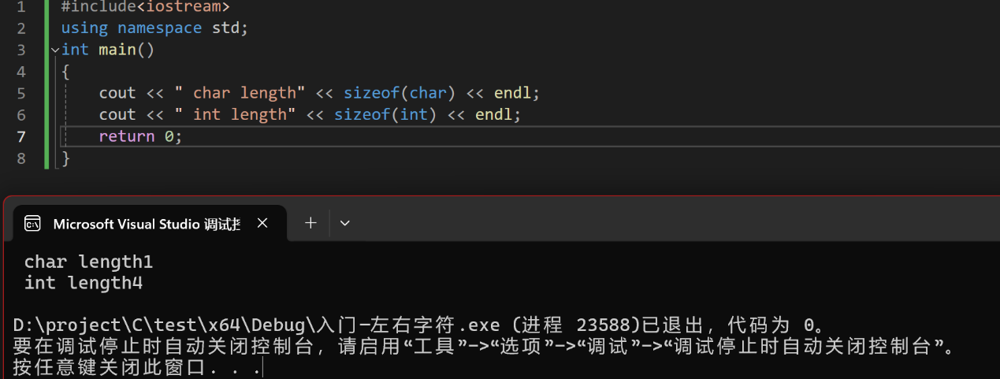 1 #include<iostream>
2 using namespace std;
3 int main()
4 {
5 cout << " char length" << sizeof(char) << endl;
6 cout << " int length" << sizeof(int) << endl;
7 return 0;
8 }
Microsoft Visual Studio 调试
char length1
int length4
D:\project\C\test\x64\Debug\入门-左右字符.exe (进程 23588)已退出，代码为 0。
要在调试停止时自动关闭控制台，请启用“工具”->“选项”->“调试”->“调试停止时自动关闭控制台”。
按任意键关闭此窗口. . .